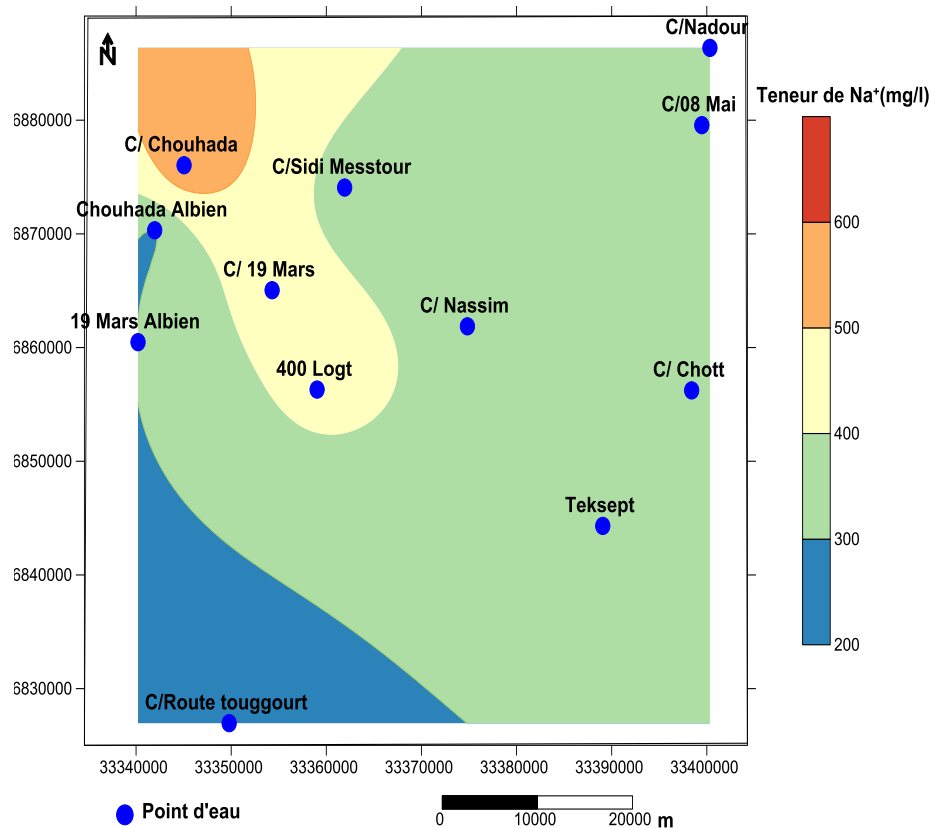 C/Nadour
N
Teneur de Na⁺(mg/l)
C/08 Mai
6880000
C/ Chouhada
C/Sidi Messtour
Chouhada Albien
600
6870000
C/ 19 Mars
C/ Nassim
19 Mars Albien
500
6860000
400 Logt
C/ Chott
400
6850000
Teksept
300
6840000
200
6830000
C/Route touggourt
33340000 33350000 33360000 33370000 33380000 33390000 33400000
Point d'eau
0 10000 20000 m